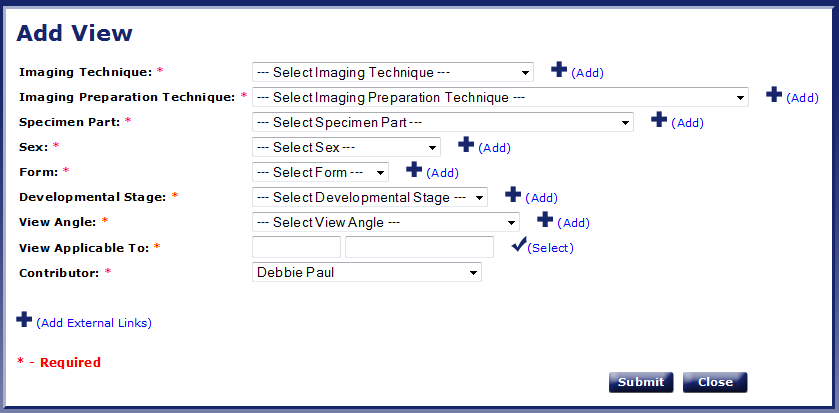 Add View
Imaging Technique: * --- Select Imaging Technique --- (Add)
Imaging Preparation Technique: * --- Select Imaging Preparation Technique --- (Add)
Specimen Part: * --- Select Specimen Part --- (Add)
Sex: * --- Select Sex --- (Add)
Form: * --- Select Form --- (Add)
Developmental Stage: * --- Select Developmental Stage --- (Add)
View Angle: * --- Select View Angle --- (Add)
View Applicable To: * (Select)
Contributor: * Debbie Paul
(Add External Links)
* - Required
Submit Close